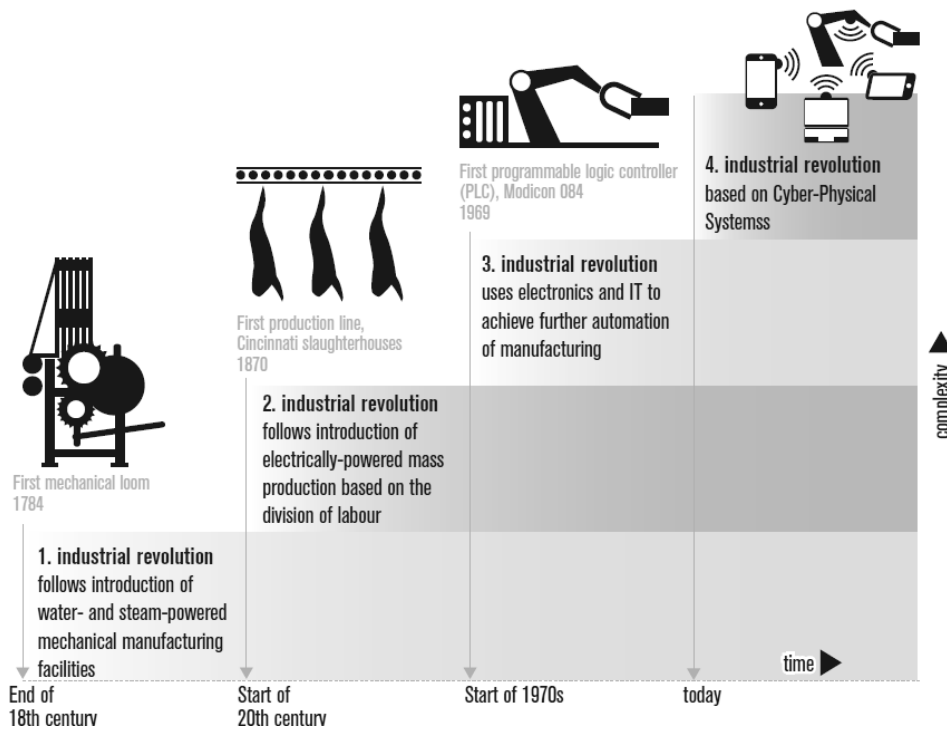 First programmable logic controller
(PLC), Modicon 084
1969
4. industrial revolution
based on Cyber-Physical
Systemss
3. industrial revolution
uses electronics and IT to
achieve further automation
of manufacturing
First production line,
Cincinnati slaughterhouses
1870
2. industrial revolution
follows introduction of
electrically-powered mass
production based on the
division of labour
First mechanical loom
1784
1. industrial revolution
follows introduction of
water- and steam-powered
mechanical manufacturing
facilities
complexity
time
End of
18th century
Start of
20th century
Start of 1970s
today